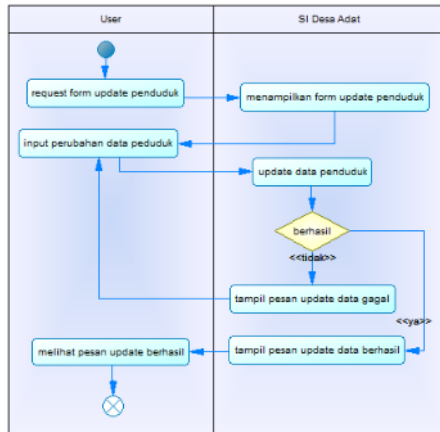 User
SI Desa Adat
request form update penduduk
menampilkan form update penduduk
input perubahan data peduduk
update data penduduk
berhasil
<<tidak>>
tampil pesan update data gagal
<<ya>>
melihat pesan update berhasil
tampil pesan update data berhasil